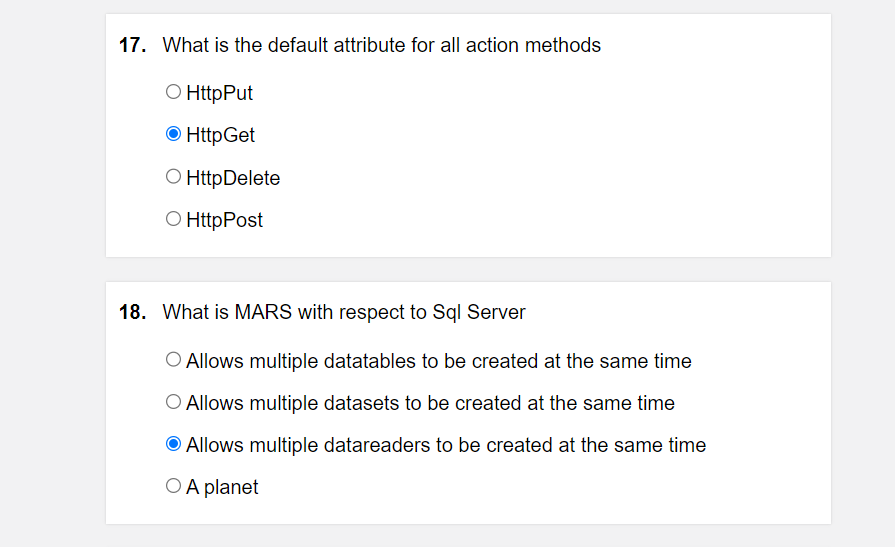 17. What is the default attribute for all action methods
HttpPut
HttpGet
HttpDelete
HttpPost
18. What is MARS with respect to Sql Server
Allows multiple datatables to be created at the same time
Allows multiple datasets to be created at the same time
Allows multiple datareaders to be created at the same time
A planet